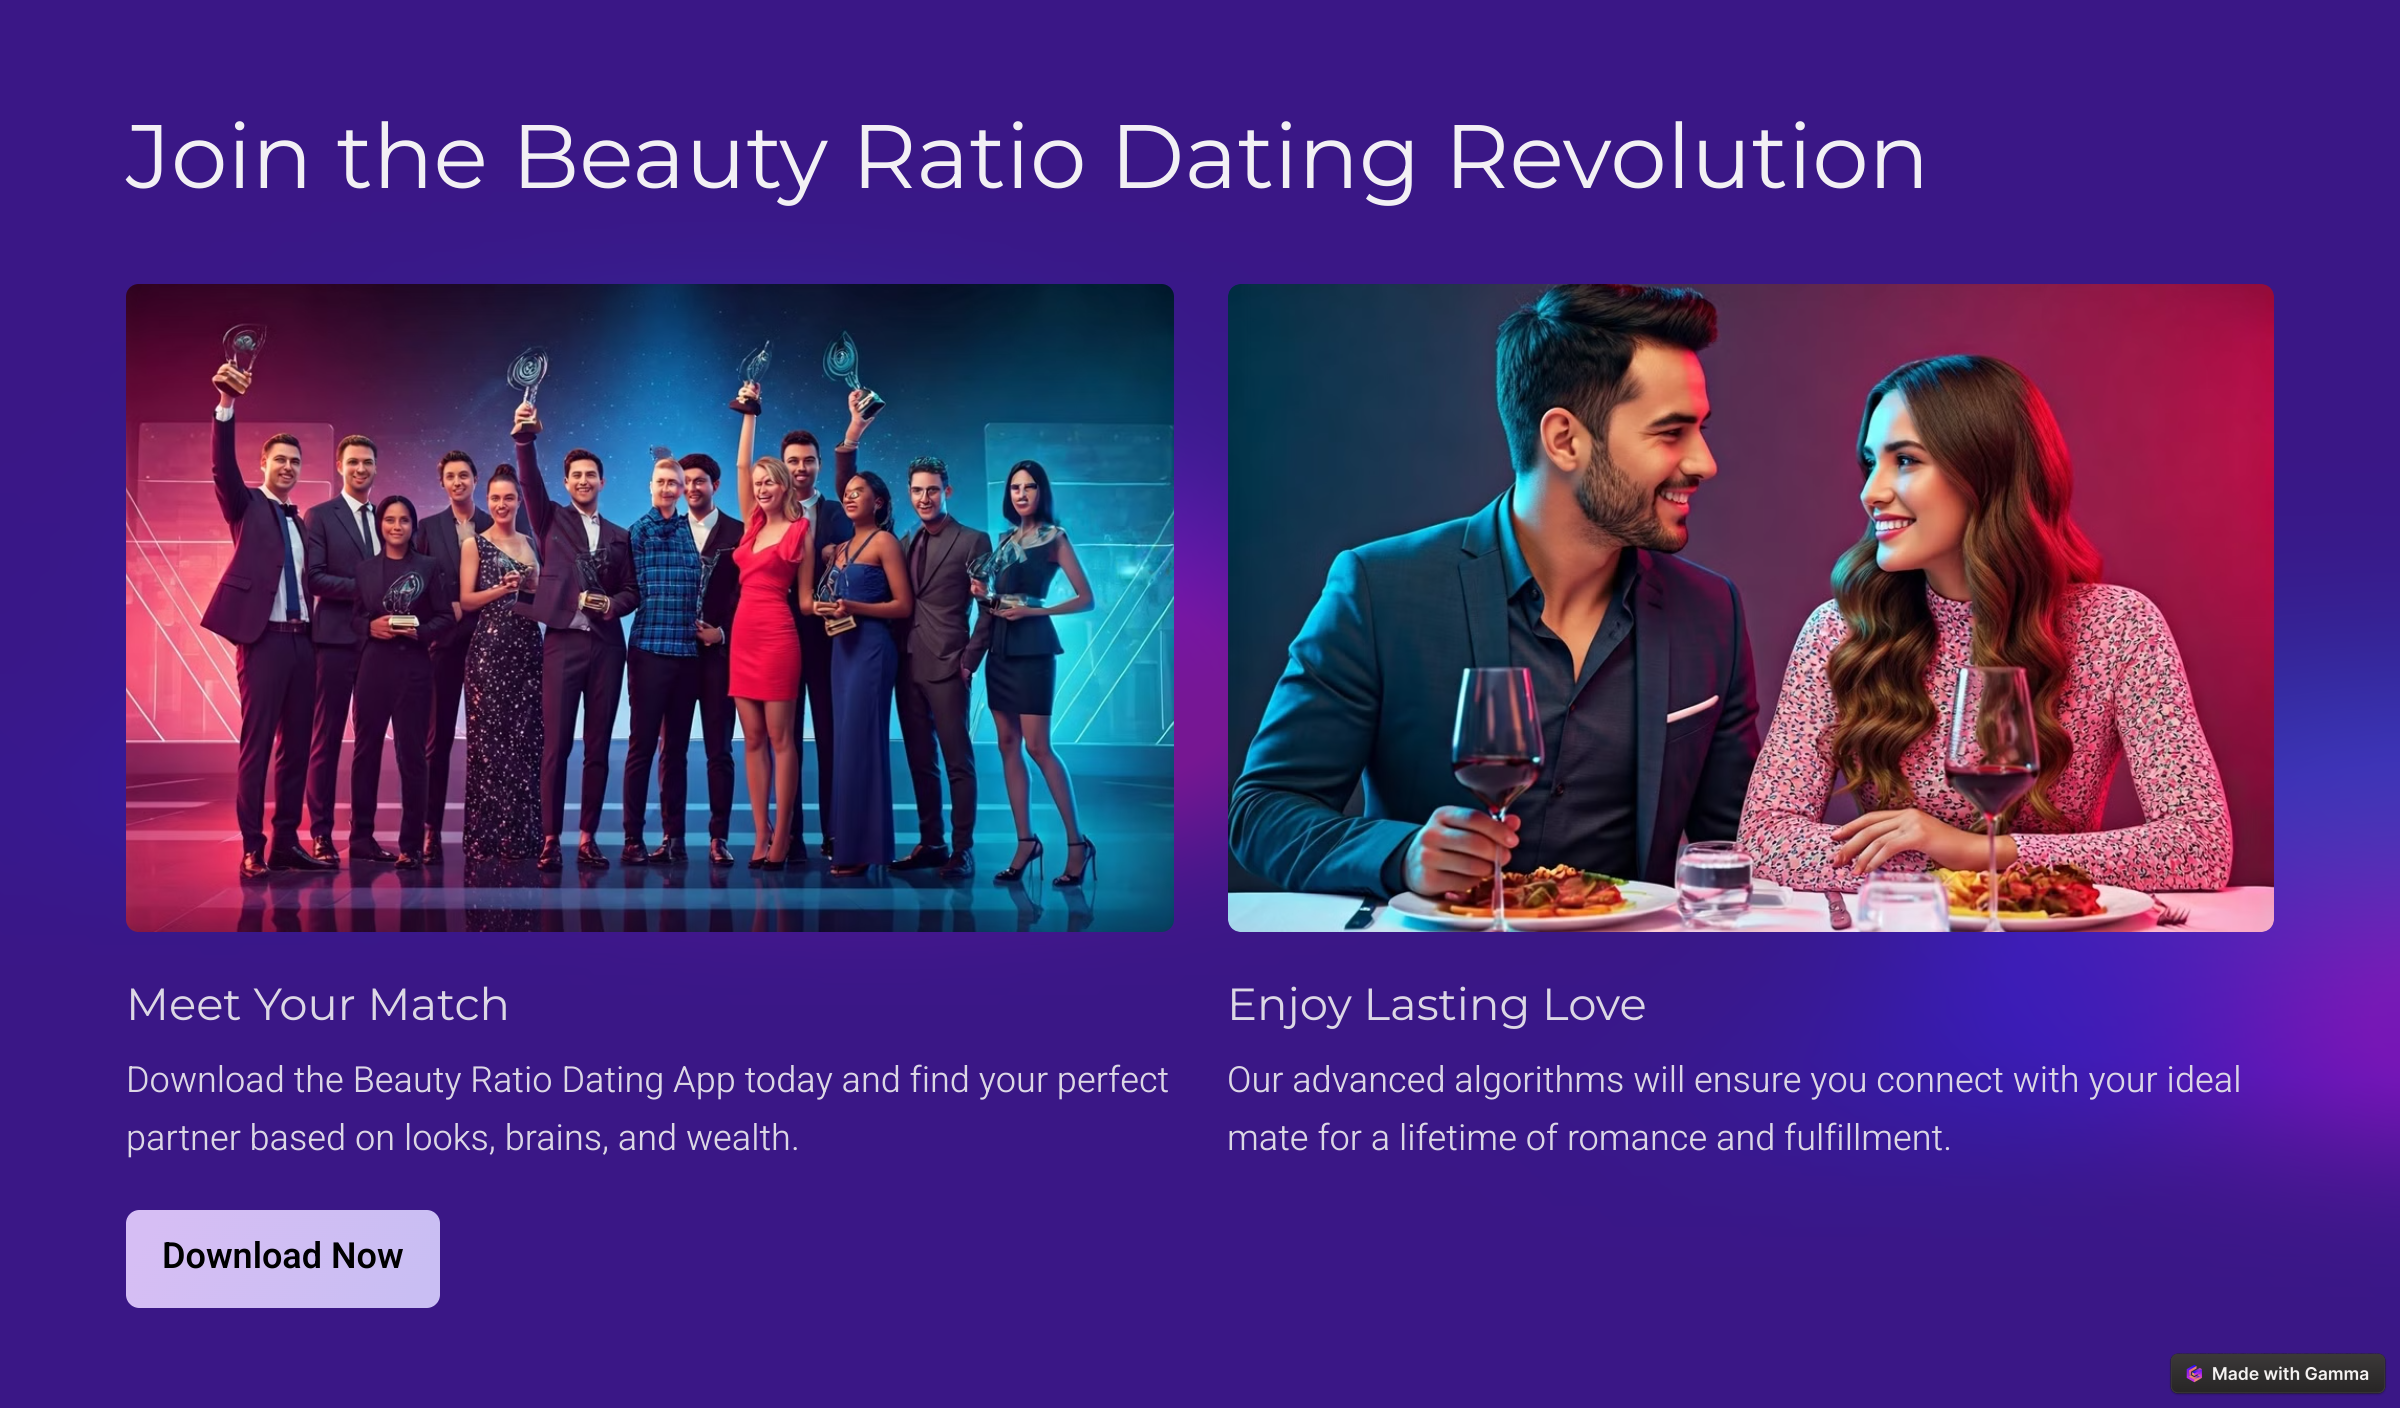 Join the Beauty Ratio Dating Revolution
Meet Your Match
Download the Beauty Ratio Dating App today and find your perfect
partner based on looks, brains, and wealth.
Download Now
Enjoy Lasting Love
Our advanced algorithms will ensure you connect with your ideal
mate for a lifetime of romance and fulfillment.
Made with Gamma